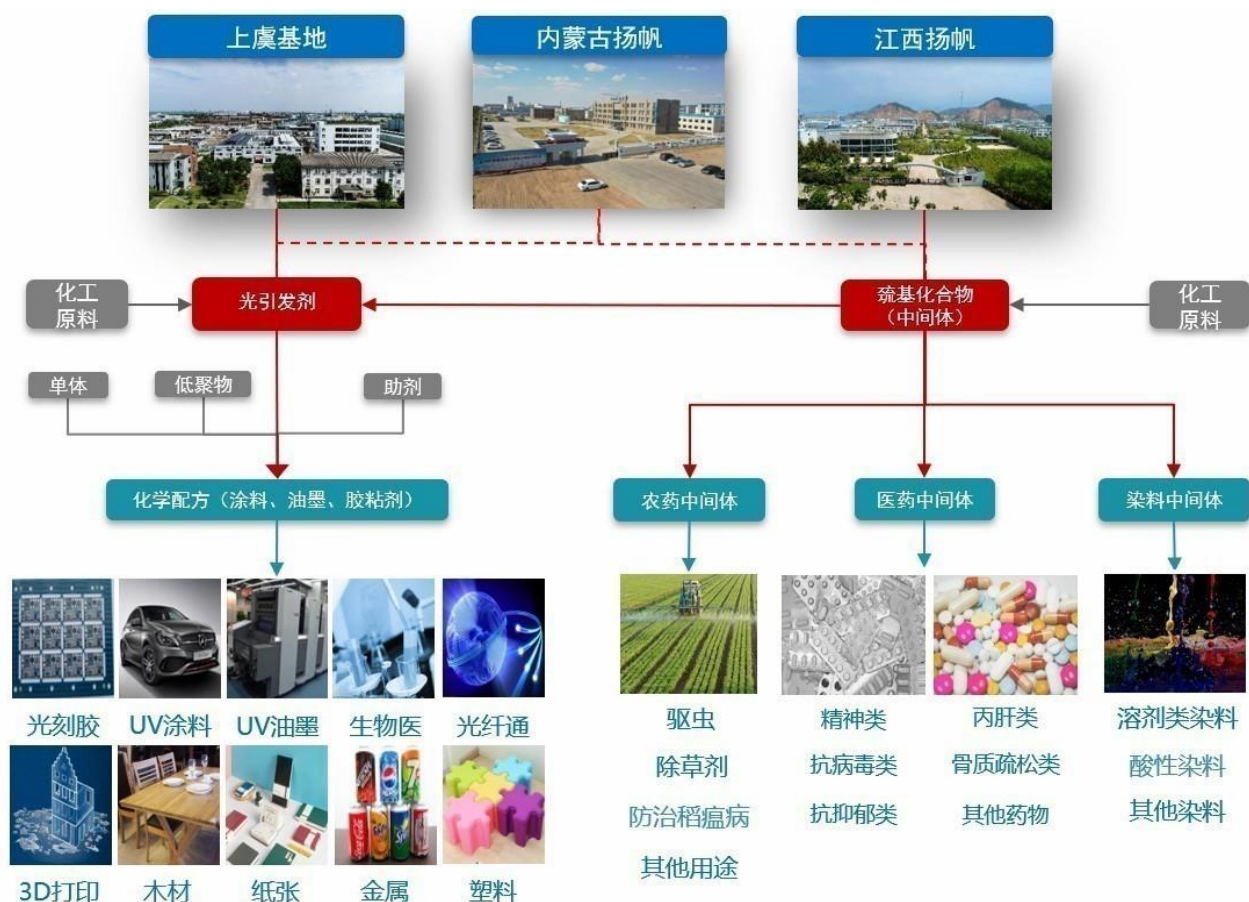 上虞基地
内蒙古扬帆
江西扬帆
化工
原料
光引发剂
巯基化合物
（中间体）
化工
原料
单体
低聚物
助剂
化学配方（涂料、油墨、胶粘剂）
农药中间体
医药中间体
染料中间体
光刻胶
UV涂料
UV油墨
生物医
光纤通
驱虫
精神类
丙肝类
溶剂类染料
除草剂
抗病毒类
骨质疏松类
酸性染料
防治稻瘟病
抗抑郁类
其他药物
其他染料
其他用途
3D打印
木材
纸张
金属
塑料